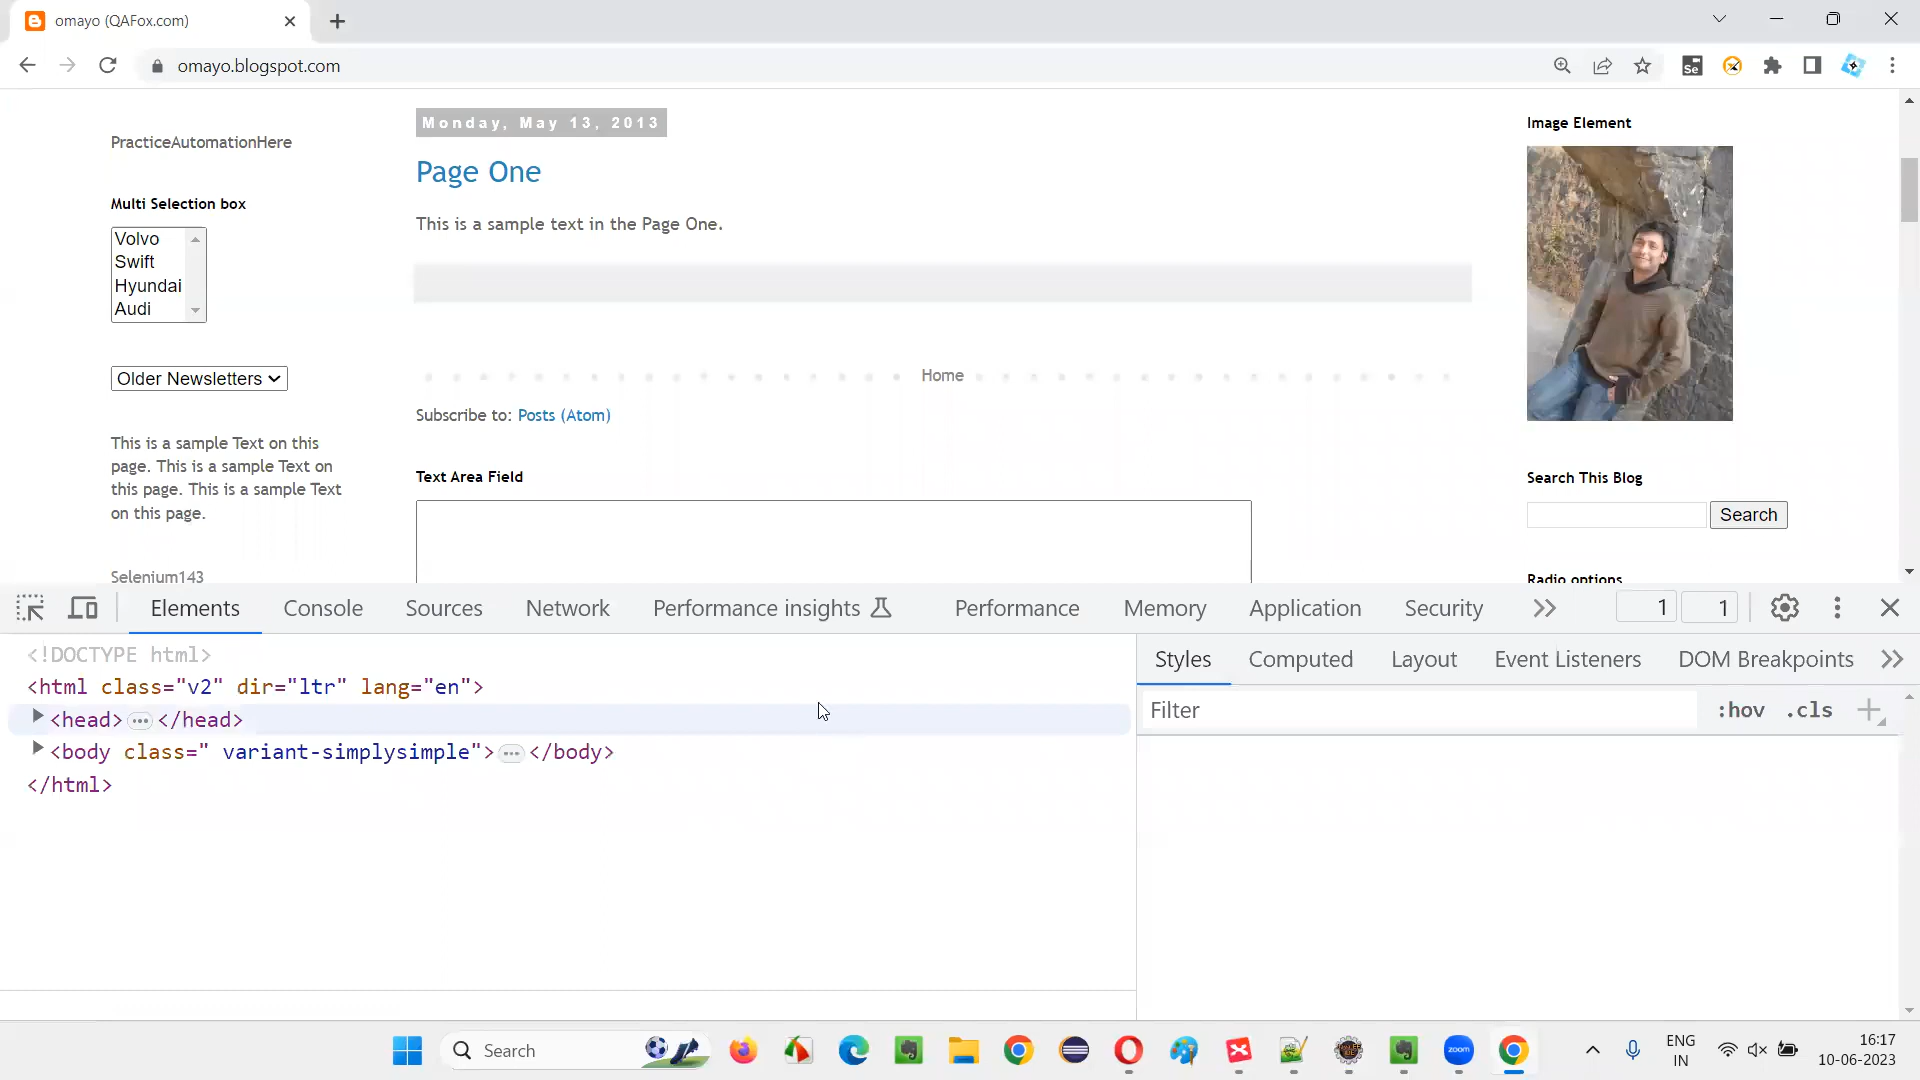 omayo (QAFox.com)
omayo.blogspot.com
PracticeAutomationHere
Multi Selection box
Volvo
Swift
Hyundai
Audi
Older Newsletters
This is a sample Text on this
page. This is a sample Text on
this page. This is a sample Text
on this page.
Selenium143
Monday, May 13, 2013
Page One
This is a sample text in the Page One.
Home
Subscribe to: Posts (Atom)
Text Area Field
Image Element
Search This Blog
Search
Radio options
Elements Console Sources Network Performance insights Performance Memory Application Security 1 1
<!DOCTYPE html>
<html class="v2" dir="ltr" lang="en">
<head>…</head>
<body class=" variant-simplysimple">…</body>
</html>
Styles Computed Layout Event Listeners DOM Breakpoints
Filter :hov .cls
Search
zoom
ENG
IN
16:17
10-06-2023